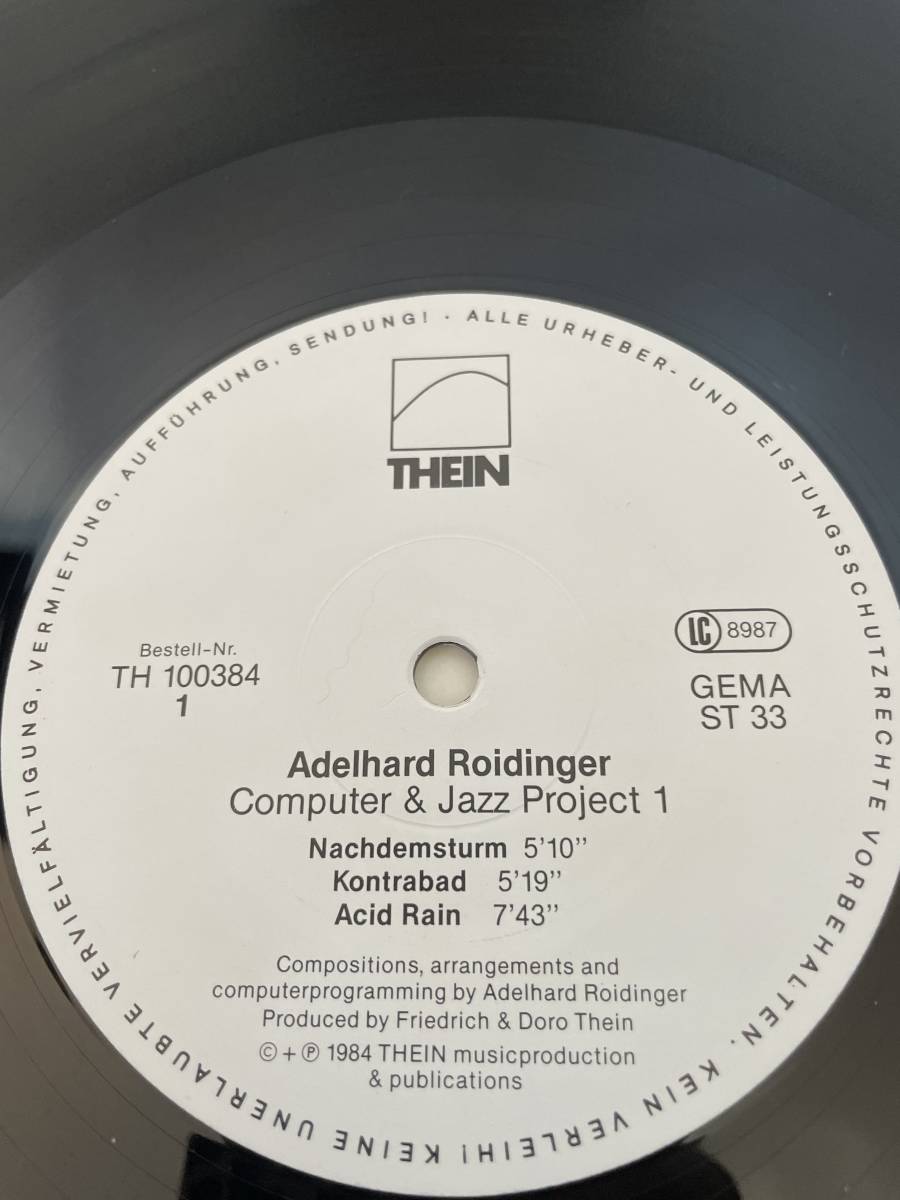 ALLE URHEBER- UND LEISTUNGSSCHUTZRECHTE VORBEHALTEN. KEIN VERLEIH! KEINE UNERLAUBTE VERVIELFÄLTIGUNG, VERMIETUNG, AUFFÜHRUNG, SENDUNG! ·
THEIN
Bestell-Nr.
TH 100384
1
LC 8987
GEMA
ST 33
Adelhard Roidinger
Computer & Jazz Project 1
Nachdemsturm 5'10"
Kontrabad 5'19"
Acid Rain 7'43"
Compositions, arrangements and
computerprogramming by Adelhard Roidinger
Produced by Friedrich & Doro Thein
© + ℗ 1984 THEIN musicproduction
& publications